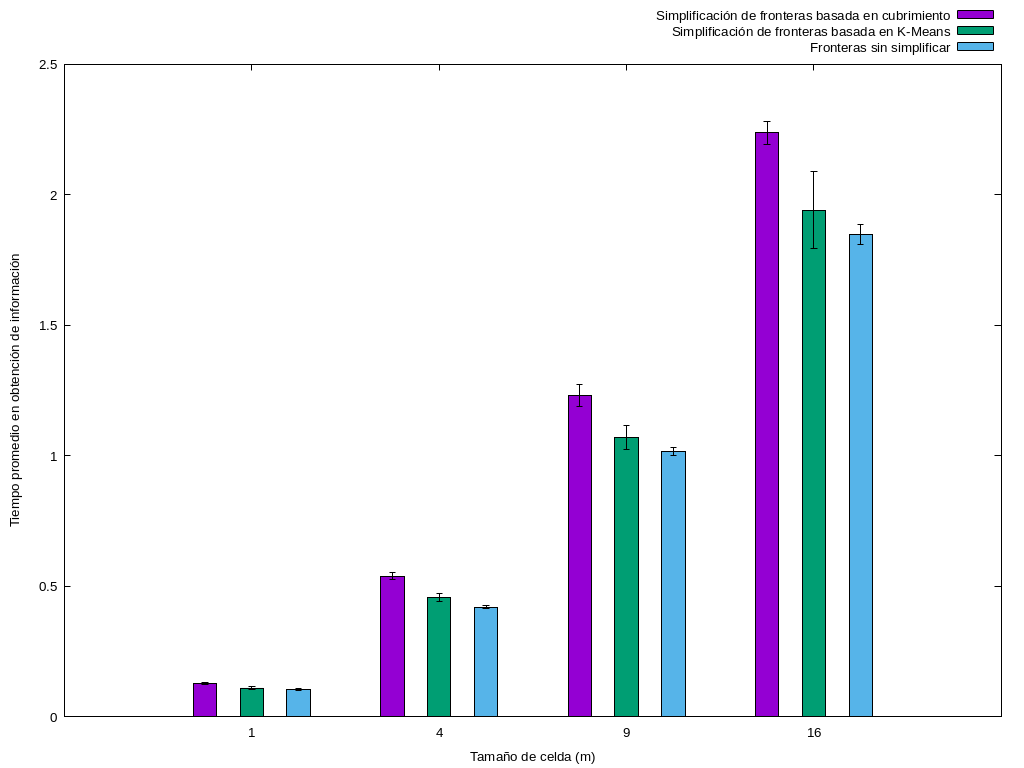 Simplificación de fronteras basada en cubrimiento
Simplificación de fronteras basada en K-Means
Fronteras sin simplificar
2.5
2
1.5
1
0.5
0
Tiempo promedio en obtención de información
1 4 9 16
Tamaño de celda (m)